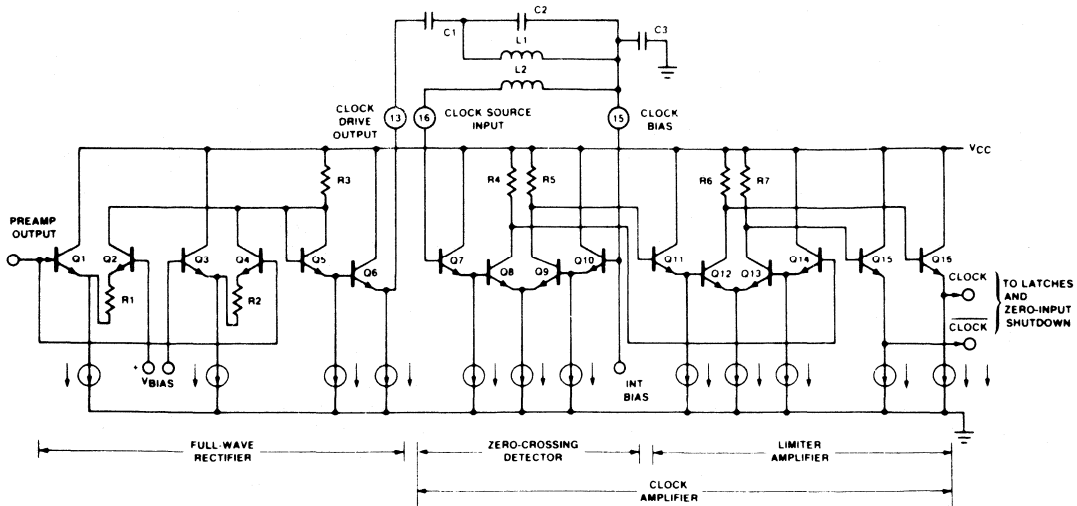 C1
C2
L1
C3
L2
CLOCK
DRIVE
OUTPUT
13
16
CLOCK SOURCE
INPUT
15
CLOCK
BIAS
VCC
R3
R4
R5
R6
R7
PREAMP
OUTPUT
Q1
Q2
Q3
Q4
Q5
Q6
Q7
Q8
Q9
Q10
Q11
Q12
Q13
Q14
Q15
Q16
R1
R2
CLOCK
CLOCK
TO LATCHES
AND
ZERO-INPUT
SHUTDOWN
+
VBIAS
INT
BIAS
FULL-WAVE
RECTIFIER
ZERO-CROSSING
DETECTOR
LIMITER
AMPLIFIER
CLOCK
AMPLIFIER